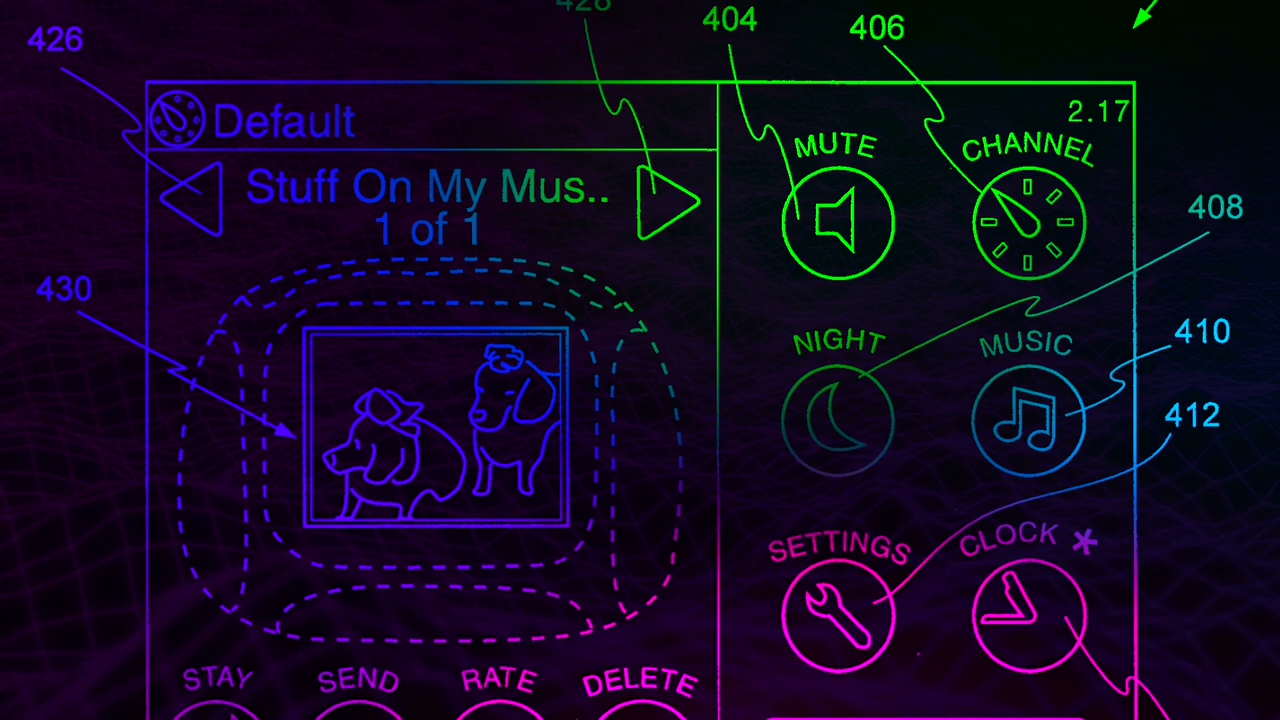 428
404
406
426
2.17
Default
MUTE
CHANNEL
Stuff On My Mus..
1 of 1
408
430
410
NIGHT
MUSIC
412
SETTINGS
CLOCK *
STAY
SEND
RATE
DELETE